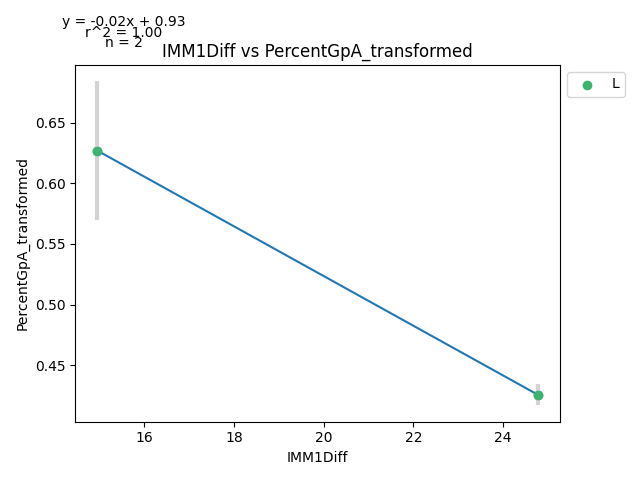 y = -0.02x + 0.93
r^2 = 1.00
n = 2
IMM1Diff vs PercentGpA_transformed
L
PercentGpA_transformed
0.65
0.60
0.55
0.50
0.45
16
18
20
22
24
IMM1Diff